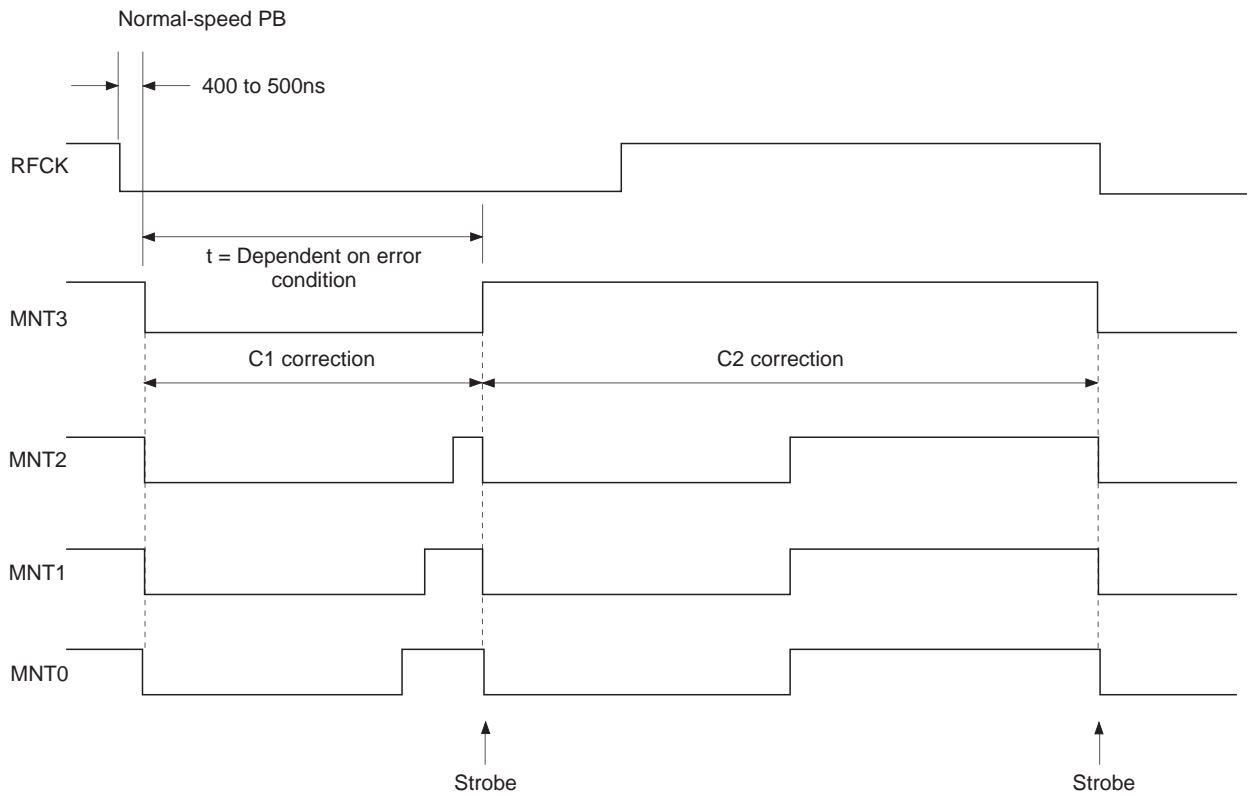 Normal-speed PB
400 to 500ns
RFCK
t = Dependent on error
condition
MNT3
C1 correction
C2 correction
MNT2
MNT1
MNT0
Strobe
Strobe